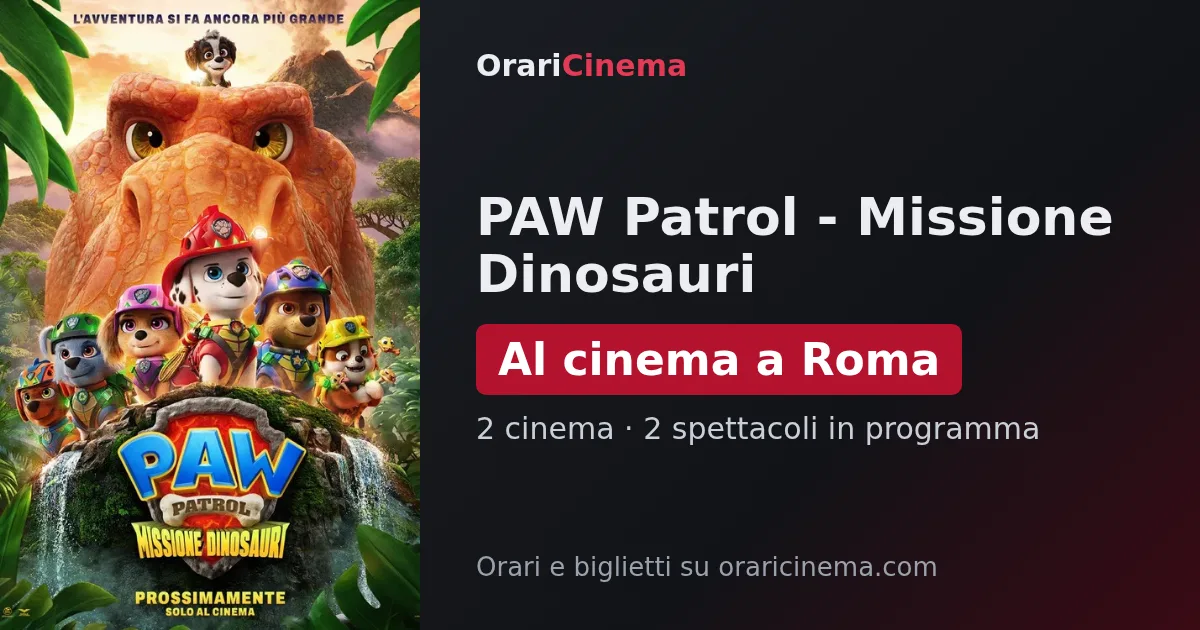 L'AVVENTURA SI FA ANCORA PIÙ GRANDE
PAW
PATROL
MISSIONE DINOSAURI
PROSSIMAMENTE
SOLO AL CINEMA
OrariCinema
PAW Patrol - Missione
Dinosauri
Al cinema a Roma
2 cinema · 2 spettacoli in programma
Orari e biglietti su oraricinema.com